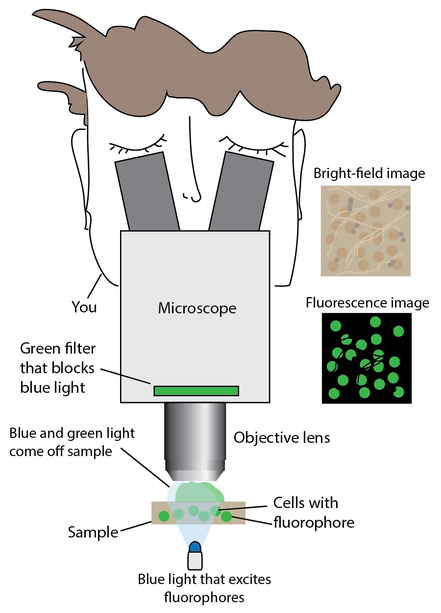 Bright-field image
Fluorescence image
You
Microscope
Green filter
that blocks
blue light
Blue and green light
come off sample
Objective lens
Cells with
fluorophore
Sample
Blue light that excites
fluorophores